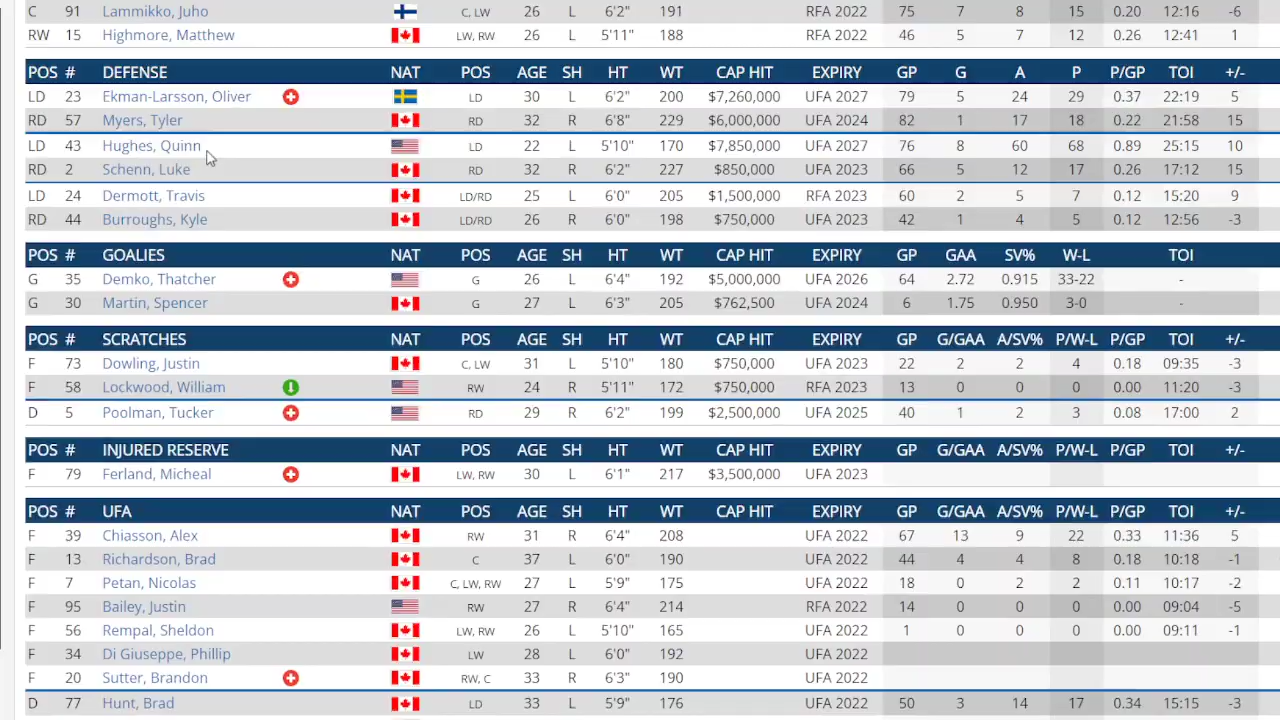 C 91 Lammikko, Juho C, LW 26 L 6'2" 191 RFA 2022 75 7 8 15 0.20 12:16 -6
RW 15 Highmore, Matthew LW, RW 26 L 5'11" 188 RFA 2022 46 5 7 12 0.26 12:41 1
POS # DEFENSE NAT POS AGE SH HT WT CAP HIT EXPIRY GP G A P P/GP TOI +/-
LD 23 Ekman-Larsson, Oliver LD 30 L 6'2" 200 $7,260,000 UFA 2027 79 5 24 29 0.37 22:19 5
RD 57 Myers, Tyler RD 32 R 6'8" 229 $6,000,000 UFA 2024 82 1 17 18 0.22 21:58 15
LD 43 Hughes, Quinn LD 22 L 5'10" 170 $7,850,000 UFA 2027 76 8 60 68 0.89 25:15 10
RD 2 Schenn, Luke RD 32 R 6'2" 227 $850,000 UFA 2023 66 5 12 17 0.26 17:12 15
LD 24 Dermott, Travis LD/RD 25 L 6'0" 205 $1,500,000 RFA 2023 60 2 5 7 0.12 15:20 9
RD 44 Burroughs, Kyle LD/RD 26 R 6'0" 198 $750,000 UFA 2023 42 1 4 5 0.12 12:56 -3
POS # GOALIES NAT POS AGE SH HT WT CAP HIT EXPIRY GP GAA SV% W-L TOI
G 35 Demko, Thatcher G 26 L 6'4" 192 $5,000,000 UFA 2026 64 2.72 0.915 33-22 -
G 30 Martin, Spencer G 27 L 6'3" 205 $762,500 UFA 2024 6 1.75 0.950 3-0 -
POS # SCRATCHES NAT POS AGE SH HT WT CAP HIT EXPIRY GP G/GAA A/SV% P/W-L P/GP TOI +/-
F 73 Dowling, Justin C, LW 31 L 5'10" 180 $750,000 UFA 2023 22 2 2 4 0.18 09:35 -3
F 58 Lockwood, William RW 24 R 5'11" 172 $750,000 RFA 2023 13 0 0 0 0.00 11:20 -3
D 5 Poolman, Tucker RD 29 R 6'2" 199 $2,500,000 UFA 2025 40 1 2 3 0.08 17:00 2
POS # INJURED RESERVE NAT POS AGE SH HT WT CAP HIT EXPIRY GP G/GAA A/SV% P/W-L P/GP TOI +/-
F 79 Ferland, Micheal LW, RW 30 L 6'1" 217 $3,500,000 UFA 2023
POS # UFA NAT POS AGE SH HT WT CAP HIT EXPIRY GP G/GAA A/SV% P/W-L P/GP TOI +/-
F 39 Chiasson, Alex RW 31 R 6'4" 208 UFA 2022 67 13 9 22 0.33 11:36 5
F 13 Richardson, Brad C 37 L 6'0" 190 UFA 2022 44 4 4 8 0.18 10:18 -1
F 7 Petan, Nicolas C, LW, RW 27 L 5'9" 175 UFA 2022 18 0 2 2 0.11 10:17 -2
F 95 Bailey, Justin RW 27 R 6'4" 214 RFA 2022 14 0 0 0 0.00 09:04 -5
F 56 Rempal, Sheldon LW, RW 26 R 5'10" 165 UFA 2022 1 0 0 0 0.00 09:11 -1
F 34 Di Giuseppe, Phillip LW 28 L 6'0" 192 UFA 2022
F 20 Sutter, Brandon RW, C 33 R 6'3" 190 UFA 2022
D 77 Hunt, Brad LD 33 L 5'9" 176 UFA 2022 50 3 14 17 0.34 15:15 -3